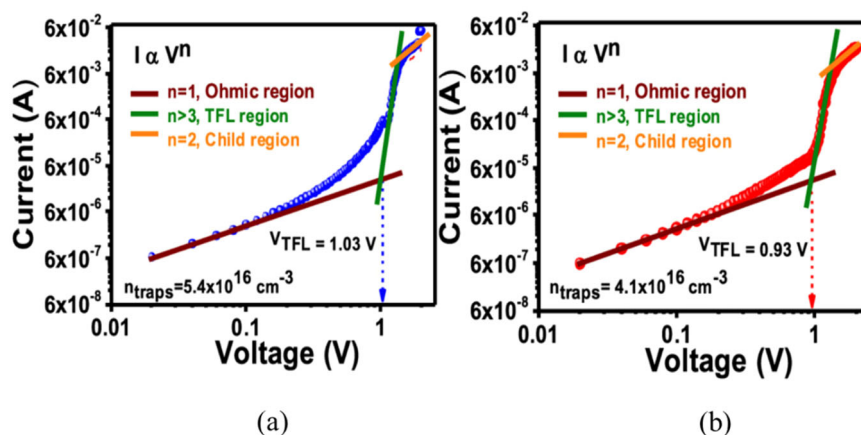 6x10⁻²
6x10⁻³
6x10⁻⁴
6x10⁻⁵
6x10⁻⁶
6x10⁻⁷
6x10⁻⁸
Current (A)
I α Vⁿ
n=1, Ohmic region
n>3, TFL region
n=2, Child region
V_TFL = 1.03 V
n_traps=5.4x10¹⁶ cm⁻³
0.01
0.1
1
Voltage (V)
(a)
6x10⁻²
6x10⁻³
6x10⁻⁴
6x10⁻⁵
6x10⁻⁶
6x10⁻⁷
6x10⁻⁸
Current (A)
I α Vⁿ
n=1, Ohmic region
n>3, TFL region
n=2, Child region
V_TFL = 0.93 V
n_traps=4.1x10¹⁶ cm⁻³
0.01
0.1
1
Voltage (V)
(b)